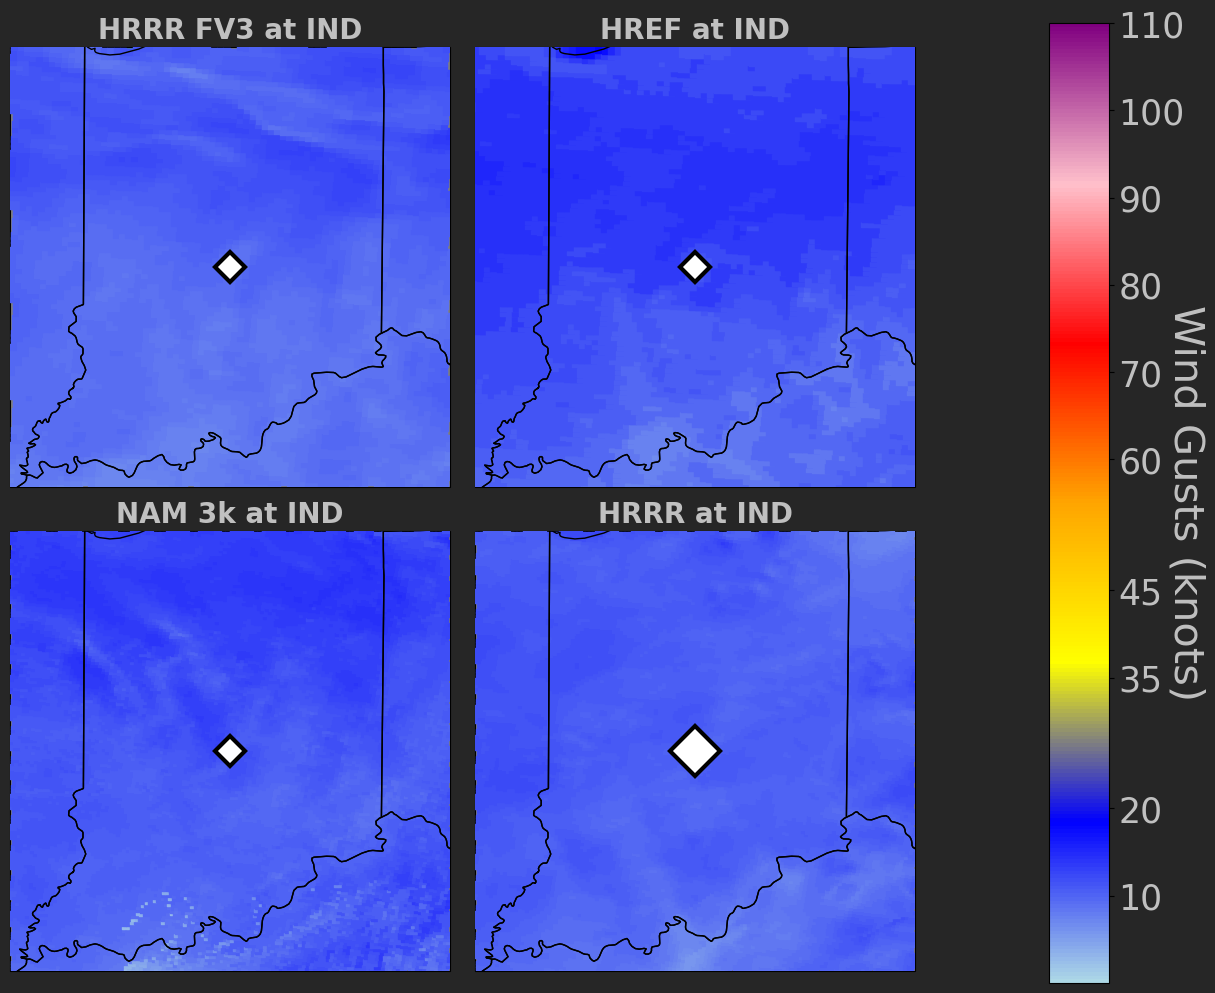 HRRR FV3 at IND
HREF at IND
NAM 3k at IND
HRRR at IND
110
100
90
80
70
60
45
35
20
10
Wind Gusts (knots)